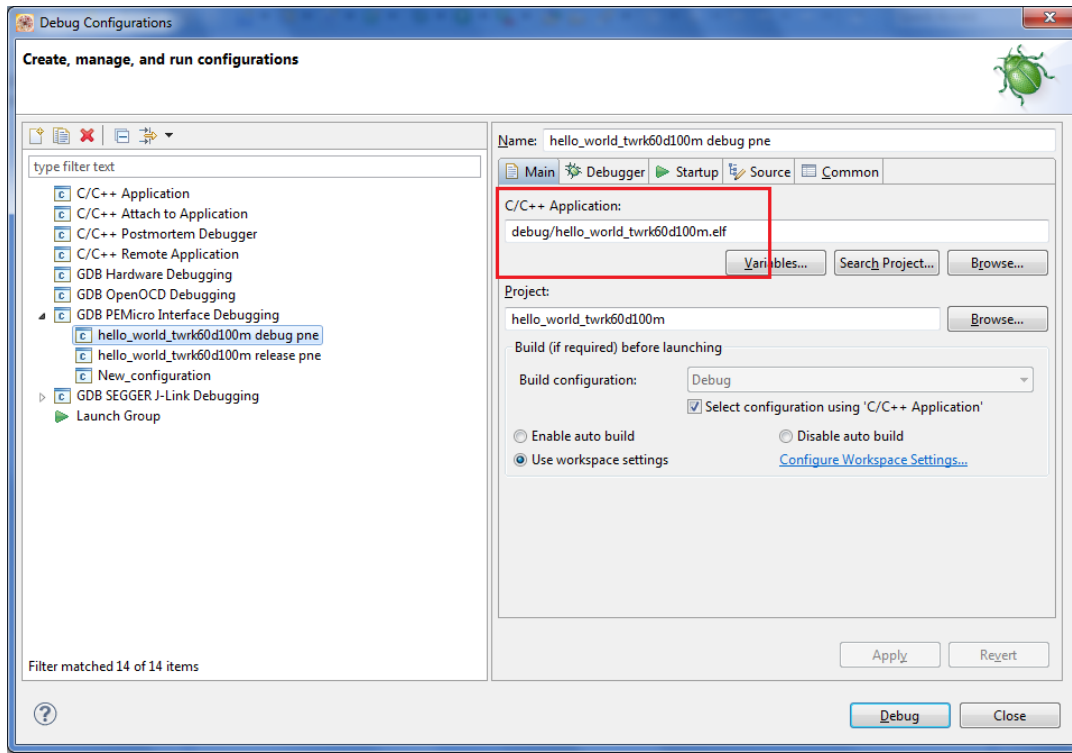 Debug Configurations
Create, manage, and run configurations
type filter text
C/C++ Application
C/C++ Attach to Application
C/C++ Postmortem Debugger
C/C++ Remote Application
GDB Hardware Debugging
GDB OpenOCD Debugging
GDB PEMicro Interface Debugging
hello_world_twrk60d100m debug pne
hello_world_twrk60d100m release pne
New_configuration
GDB SEGGER J-Link Debugging
Launch Group
Filter matched 14 of 14 items
Name: hello_world_twrk60d100m debug pne
Main Debugger Startup Source Common
C/C++ Application:
debug/hello_world_twrk60d100m.elf
Variables... Search Project... Browse...
Project:
hello_world_twrk60d100m Browse...
Build (if required) before launching
Build configuration: Debug
Select configuration using 'C/C++ Application'
Enable auto build Disable auto build
Use workspace settings Configure Workspace Settings...
Apply Revert
Debug Close